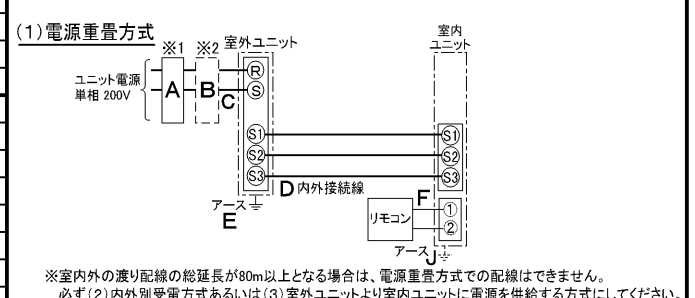 (1)電源重畳方式
※1 ※2 室外ユニット
室内
ユニット
ユニット電源
単相 200V
A B C
R
S
S1 S1
S2 S2
S3 S3
D 内外接続線
アース
E
F
リモコン
①
②
アース J
※室内外の渡り配線の総延長が80m以上となる場合は、電源重畳方式での配線はできません。
必ず(2)内外別受電方式あるいは(3)室外ユニットより室内ユニットに電源を供給する方式にしてください。